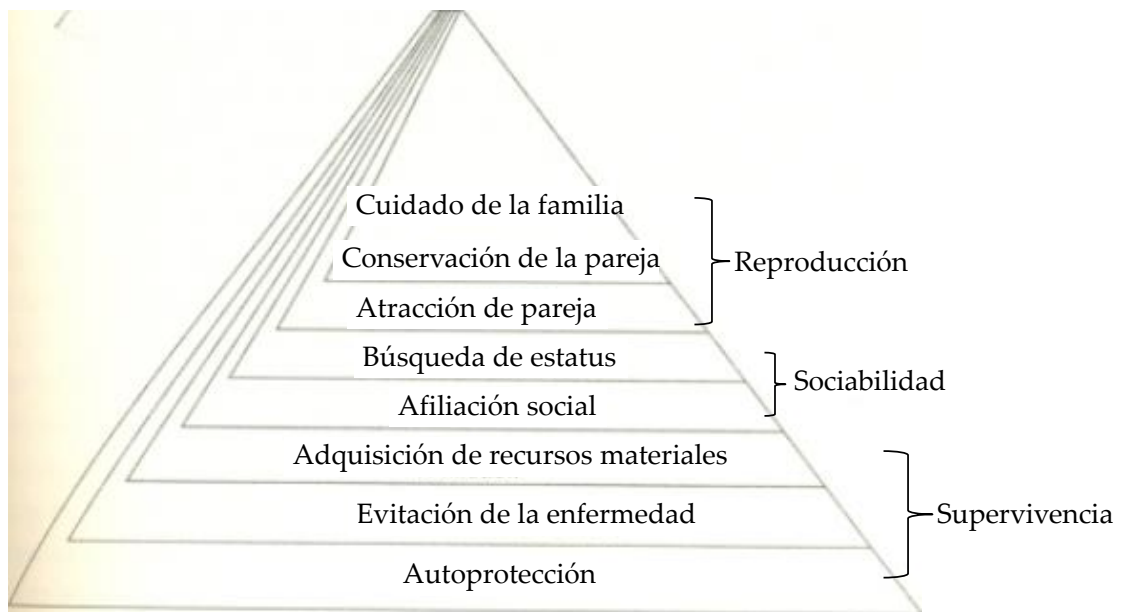 Cuidado de la familia
Conservación de la pareja
Reproducción
Atracción de pareja
Búsqueda de estatus
Sociabilidad
Afiliación social
Adquisición de recursos materiales
Evitación de la enfermedad
Supervivencia
Autoprotección